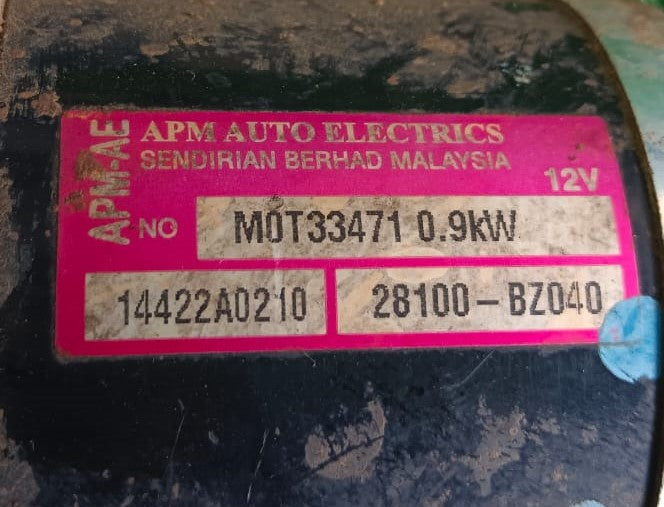 APM-AE
APM AUTO ELECTRICS
SENDIRIAN BERHAD MALAYSIA
12V
NO M0T33471 0.9kW
14422A0210 28100-BZ040